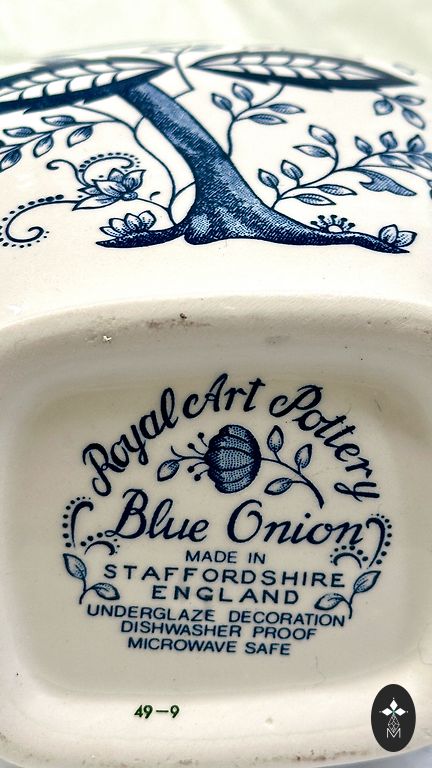 Royal Art Pottery
Blue Onion
MADE IN
STAFFORDSHIRE
ENGLAND
UNDERGLAZE DECORATION
DISHWASHER PROOF
MICROWAVE SAFE
49-9
M